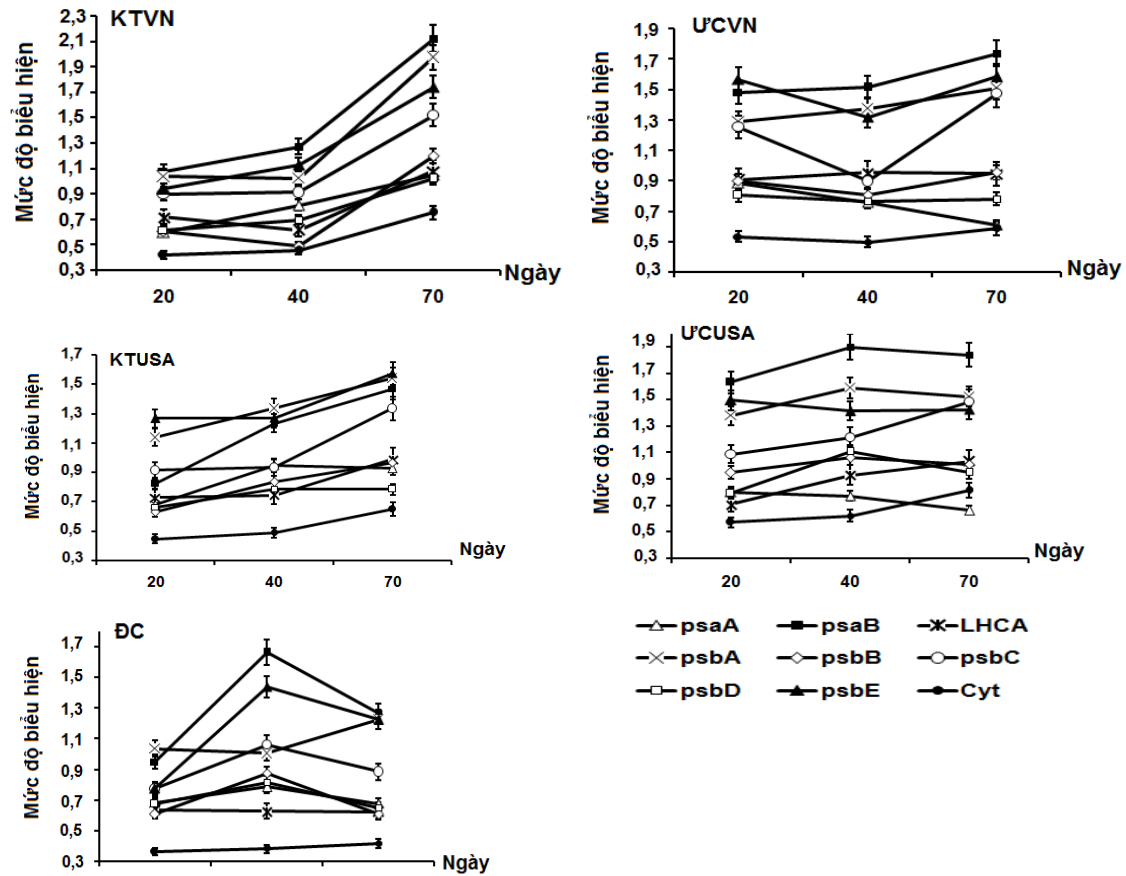 KTVN
Mức độ biểu hiện
2,3
2,1
1,9
1,7
1,5
1,3
1,1
0,9
0,7
0,5
0,3
20 40 70
Ngày
ƯCVN
Mức độ biểu hiện
1,9
1,7
1,5
1,3
1,1
0,9
0,7
0,5
0,3
20 40 70
Ngày
KTUSA
Mức độ biểu hiện
1,7
1,5
1,3
1,1
0,9
0,7
0,5
0,3
20 40 70
Ngày
ƯCUSA
Mức độ biểu hiện
1,9
1,7
1,5
1,3
1,1
0,9
0,7
0,5
0,3
20 40 70
Ngày
ĐC
Mức độ biểu hiện
1,7
1,5
1,3
1,1
0,9
0,7
0,5
0,3
20 40 70
Ngày
psaA psaB LHCA
psbA psbB psbC
psbD psbE Cyt